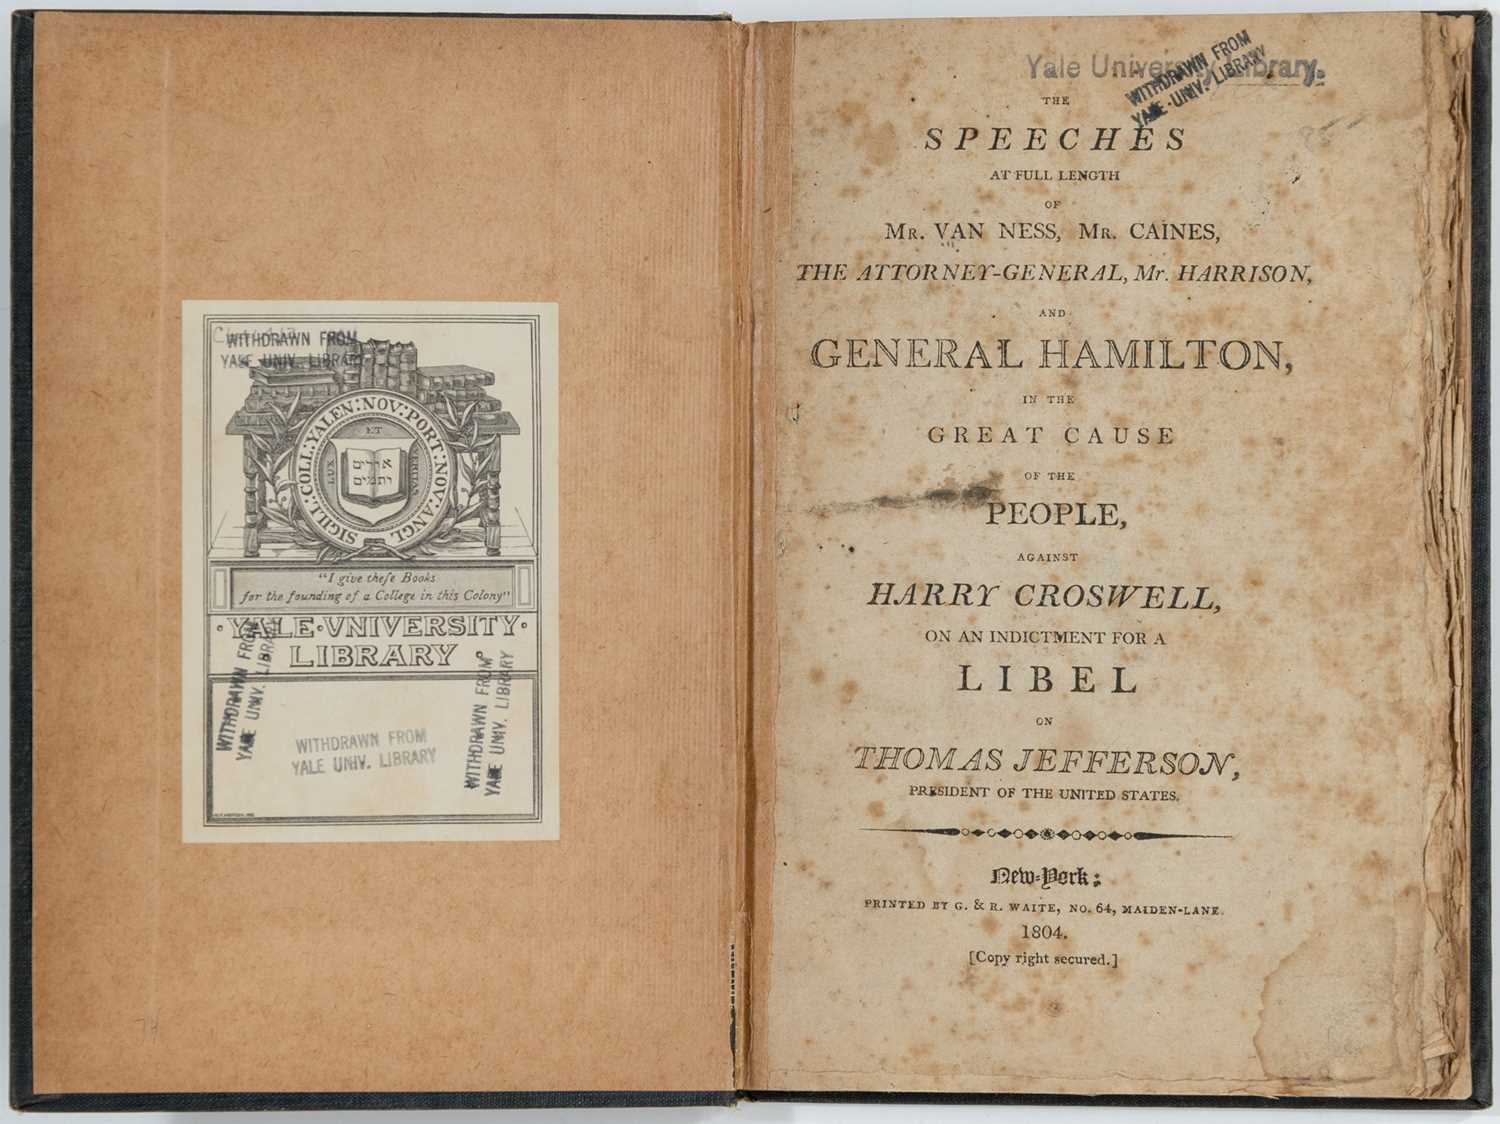 WITHDRAWN FROM
YALE UNIV. LIBRARY
SIGILL: COLL: YALEN: NOV: PORT: NOV: ANGL
ET
LUX
VERITAS
אורים
ותמים
"I give theſe Books
for the founding of a College in this Colony"
· YALE · VNIVERSITY ·
LIBRARY
WITHDRAWN FROM
YALE UNIV. LIBRARY
WITHDRAWN FROM
YALE UNIV. LIBRARY
WITHDRAWN FROM
YALE UNIV. LIBRARY
Yale University Library.
WITHDRAWN FROM
YALE UNIV. LIBRARY
THE
SPEECHES
AT FULL LENGTH
OF
MR. VAN NESS, MR. CAINES,
THE ATTORNEY-GENERAL, Mr. HARRISON,
AND
GENERAL HAMILTON,
IN THE
GREAT CAUSE
OF THE
PEOPLE,
AGAINST
HARRY CROSWELL,
ON AN INDICTMENT FOR A
LIBEL
ON
THOMAS JEFFERSON,
PRESIDENT OF THE UNITED STATES.
New-York:
PRINTED BY G. & R. WAITE, NO. 64, MAIDEN-LANE.
1804.
[Copy right secured.]